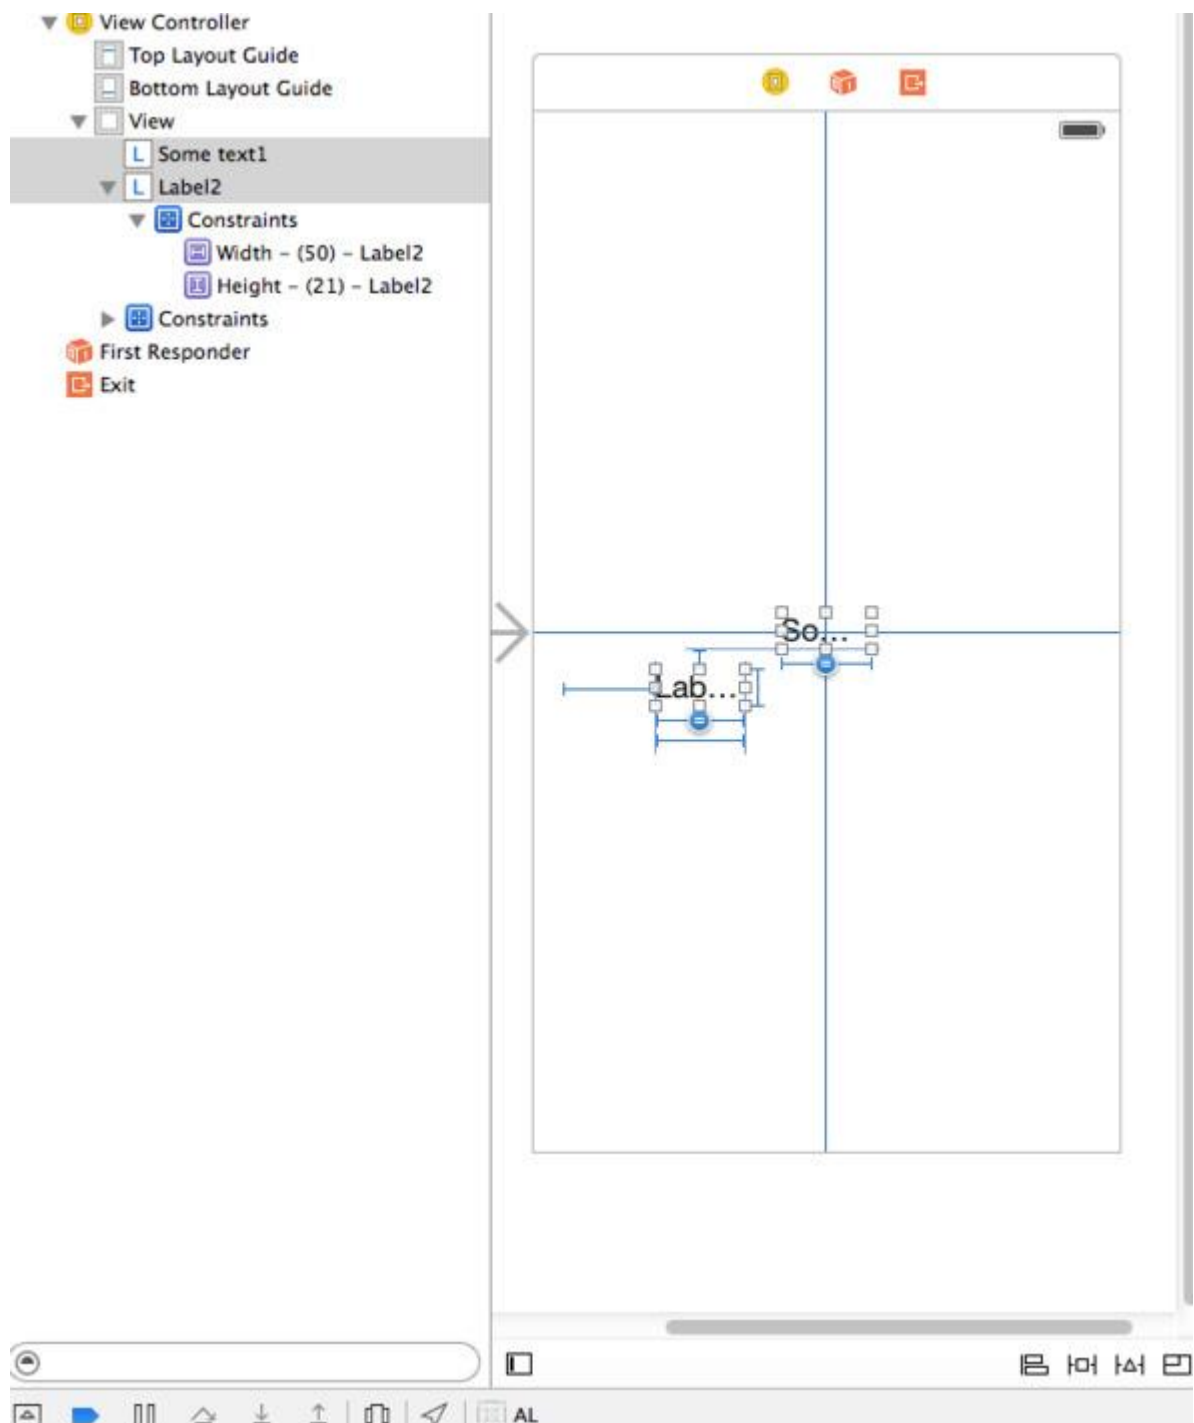 View Controller
Top Layout Guide
Bottom Layout Guide
View
L Some text1
L Label2
Constraints
Width - (50) - Label2
Height - (21) - Label2
Constraints
First Responder
Exit
So...
Lab...
AL